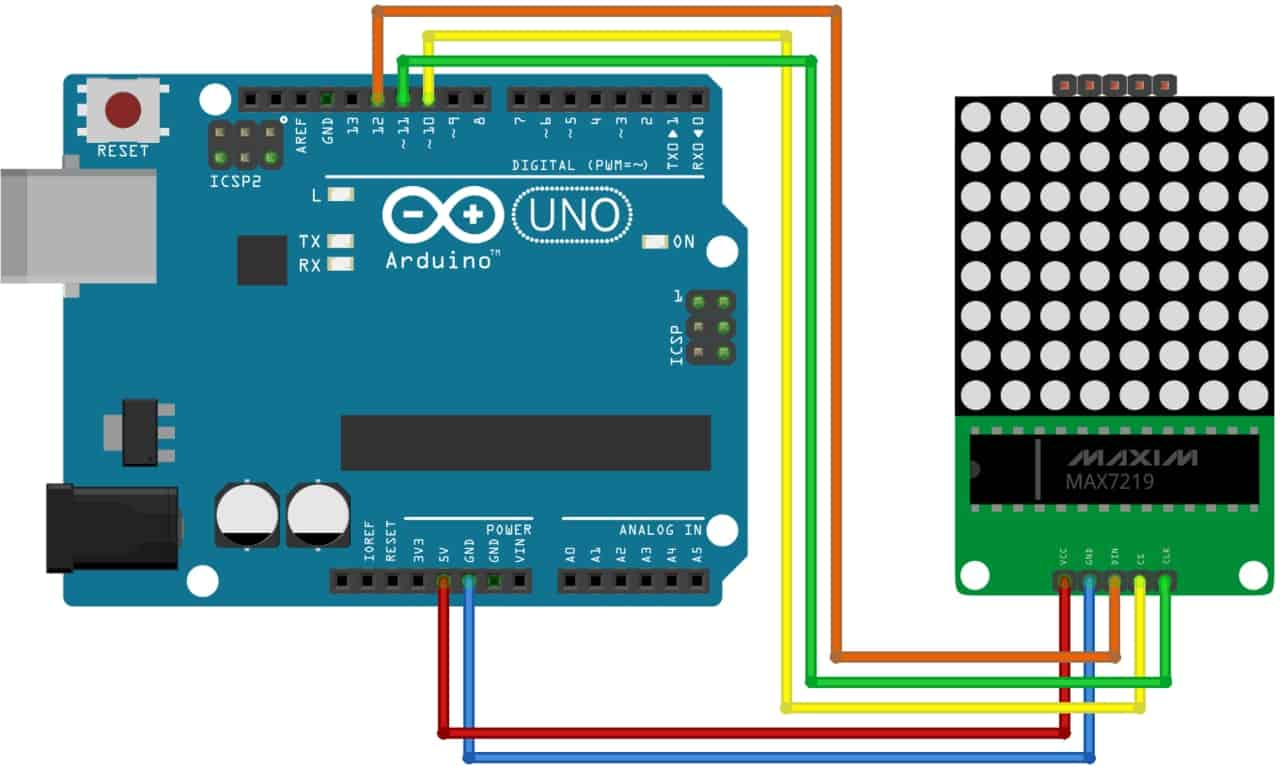 RESET
ICSP2
AREF
GND
13
12
~11
~10
~9
8
7
~6
~5
4
~3
2
TX0▶1
RX0◀0
DIGITAL (PWM=~)
L
TX
RX
UNO
Arduino™
ON
1
ICSP
MAXIM
MAX7219
IOREF
RESET
3V3
5V
GND
GND
VIN
POWER
ANALOG IN
A0
A1
A2
A3
A4
A5
VCC
GND
DIN
CS
CLK